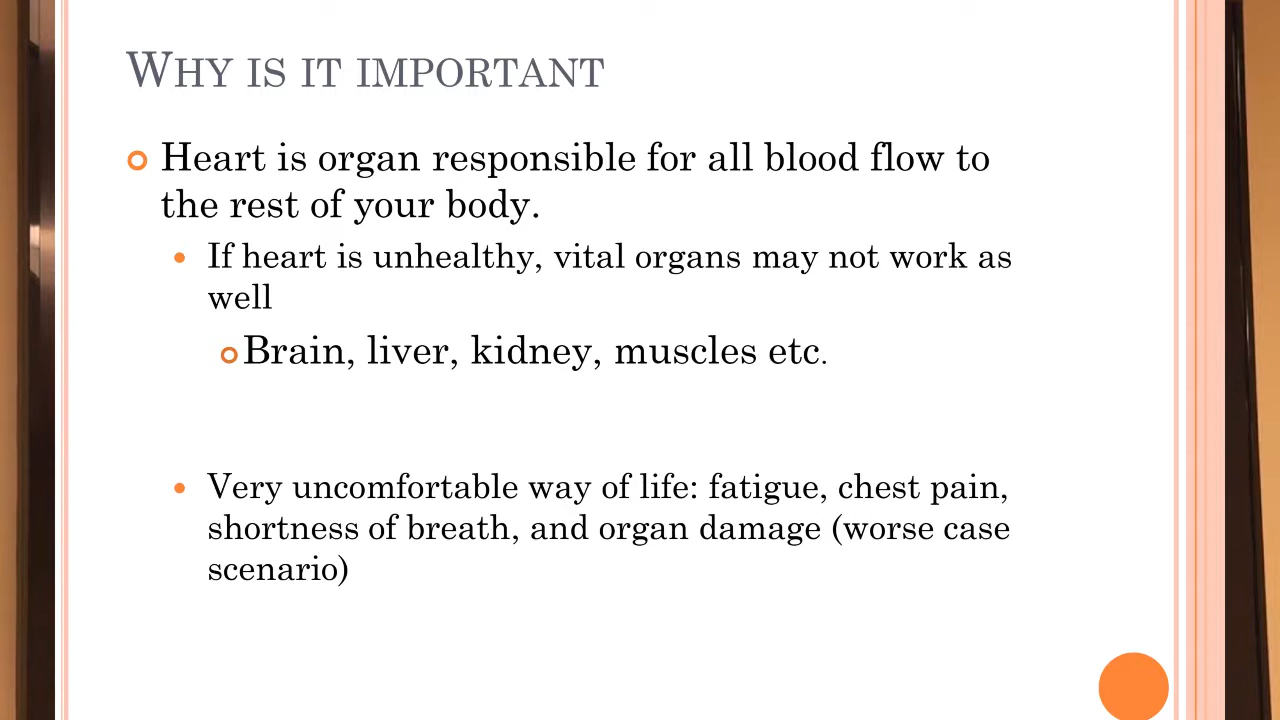 WHY IS IT IMPORTANT
Heart is organ responsible for all blood flow to
the rest of your body.
If heart is unhealthy, vital organs may not work as
well
Brain, liver, kidney, muscles etc.
Very uncomfortable way of life: fatigue, chest pain,
shortness of breath, and organ damage (worse case
scenario)